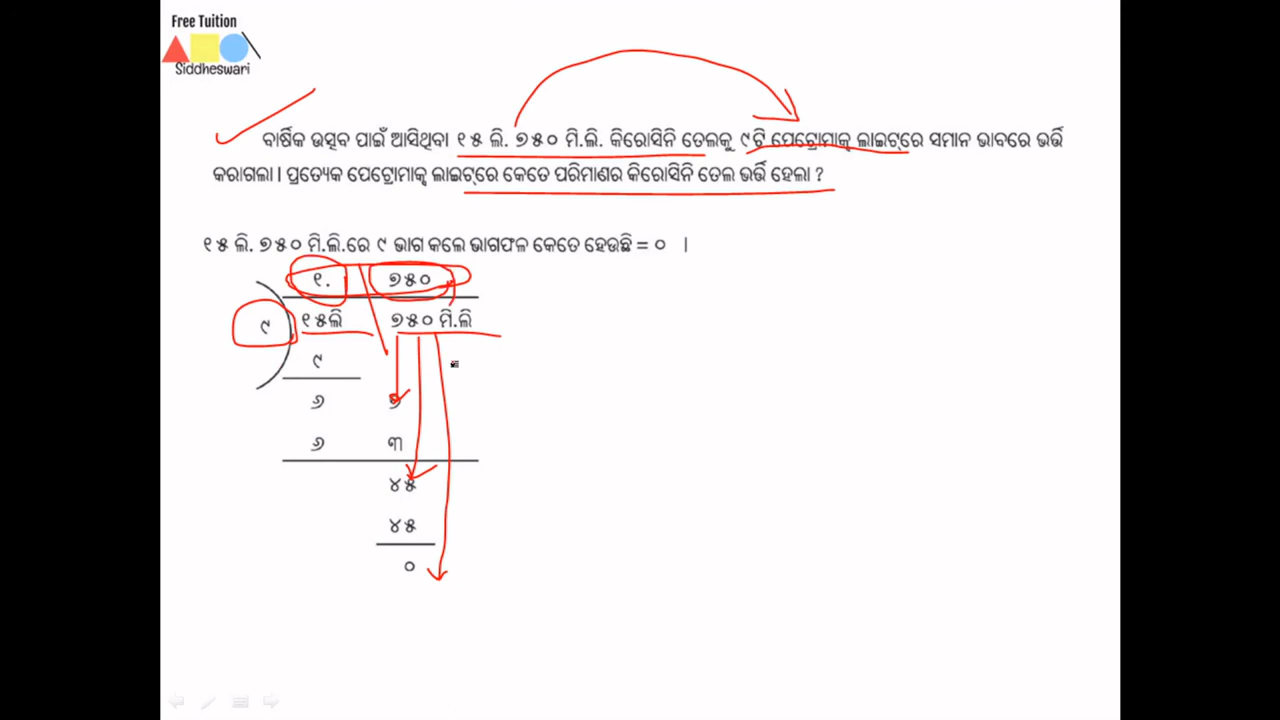 Free Tuition
Siddheswari
ବାର୍ଷିକ ଉତ୍ସବ ପାଇଁ ଆସିଥିବା ୧୫ ଲି. ୭୫୦ ମି.ଲି. କିରୋସିନି ତେଲକୁ ୯ଟି ପେଟ୍ରୋମାକ୍ସ ଲାଇଟ୍‌ରେ ସମାନ ଭାବରେ ଭର୍ତ୍ତି
କରାଗଲା । ପ୍ରତ୍ୟେକ ପେଟ୍ରୋମାକ୍ସ ଲାଇଟ୍‌ରେ କେତେ ପରିମାଣର କିରୋସିନି ତେଲ ଭର୍ତ୍ତି ହେଲା ?
୧୫ ଲି. ୭୫୦ ମି.ଲି.ରେ ୯ ଭାଗ କଲେ ଭାଗଫଳ କେତେ ହେଉଛି = ୦ ।
୧. ୭୫୦
୯ ୧୫ଲି ୭୫୦ ମି.ଲି
୯
୬ ୭
୬ ୩
୪୫
୪୫
୦